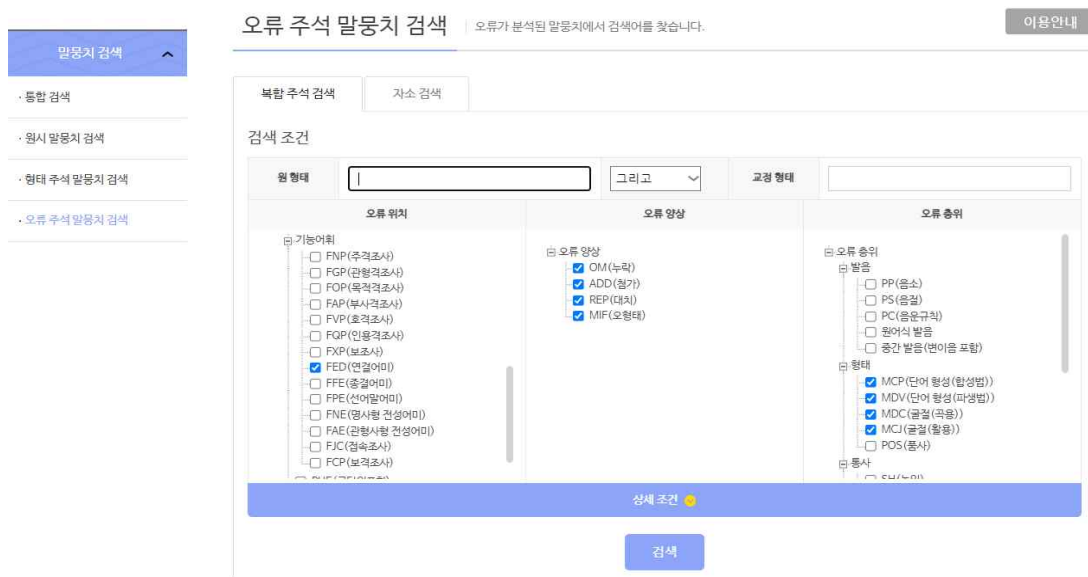 오류 주석 말뭉치 검색 오류가 분석된 말뭉치에서 검색어를 찾습니다. 이용안내
말뭉치 검색
· 통합 검색
· 원시 말뭉치 검색
· 형태 주석 말뭉치 검색
· 오류 주석 말뭉치 검색
복합 주석 검색 자소 검색
검색 조건
원 형태 그리고 교정 형태
오류 위치 오류 양상 오류 층위
기능어휘
FNP(주격조사)
FGP(관형격조사)
FOP(목적격조사)
FAP(부사격조사)
FVP(호격조사)
FQP(인용격조사)
FXP(보조사)
FED(연결어미)
FFE(종결어미)
FPE(선어말어미)
FNE(명사형 전성어미)
FAE(관형사형 전성어미)
FJC(접속조사)
FCP(보격조사)
오류 양상
OM(누락)
ADD(첨가)
REP(대치)
MIF(오형태)
오류 층위
발음
PP(음소)
PS(음절)
PC(음운규칙)
원어식 발음
중간 발음(변이음 포함)
형태
MCP(단어 형성(합성법))
MDV(단어 형성(파생법))
MDC(굴절(곡용))
MCJ(굴절(활용))
POS(품사)
통사
상세 조건
검색